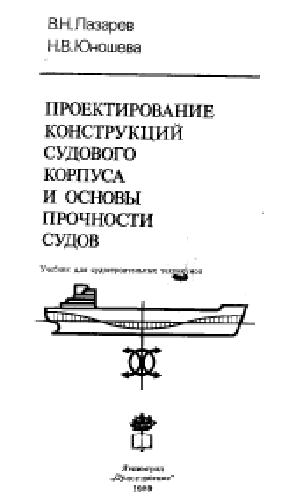 В.Н. Лазарев
Н.В. Юношева
ПРОЕКТИРОВАНИЕ
КОНСТРУКЦИЙ
СУДОВОГО
КОРПУСА
И ОСНОВЫ
ПРОЧНОСТИ
СУДОВ
Учебник для судостроительных техникумов
Ленинград
„Судостроение“
1989